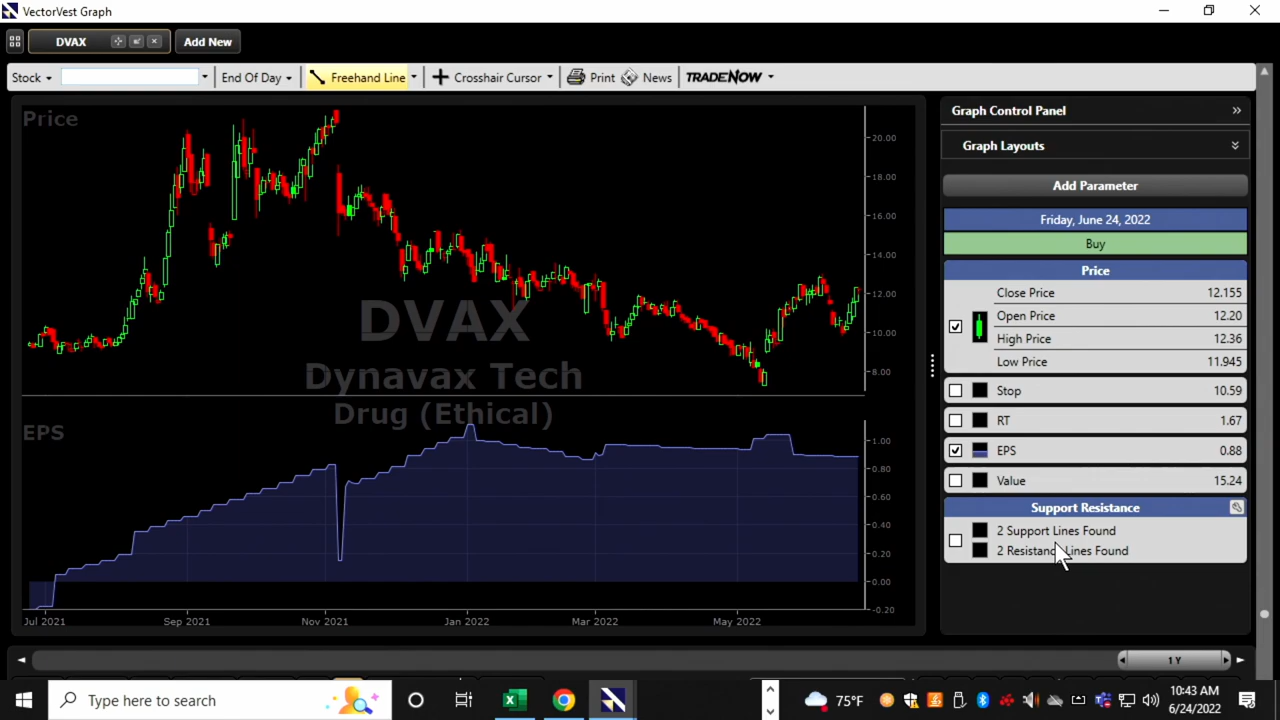 VectorVest Graph
DVAX
Add New
Stock
End Of Day
Freehand Line
Crosshair Cursor
Print
News
TRADENOW
Price
20.00
18.00
16.00
14.00
12.00
10.00
8.00
DVAX
Dynavax Tech
Drug (Ethical)
EPS
1.00
0.80
0.60
0.40
0.20
0.00
-0.20
Jul 2021
Sep 2021
Nov 2021
Jan 2022
Mar 2022
May 2022
Graph Control Panel
Graph Layouts
Add Parameter
Friday, June 24, 2022
Buy
Price
Close Price 12.155
Open Price 12.20
High Price 12.36
Low Price 11.945
Stop 10.59
RT 1.67
EPS 0.88
Value 15.24
Support Resistance
2 Support Lines Found
2 Resistance Lines Found
1 Y
Type here to search
75°F
10:43 AM
6/24/2022